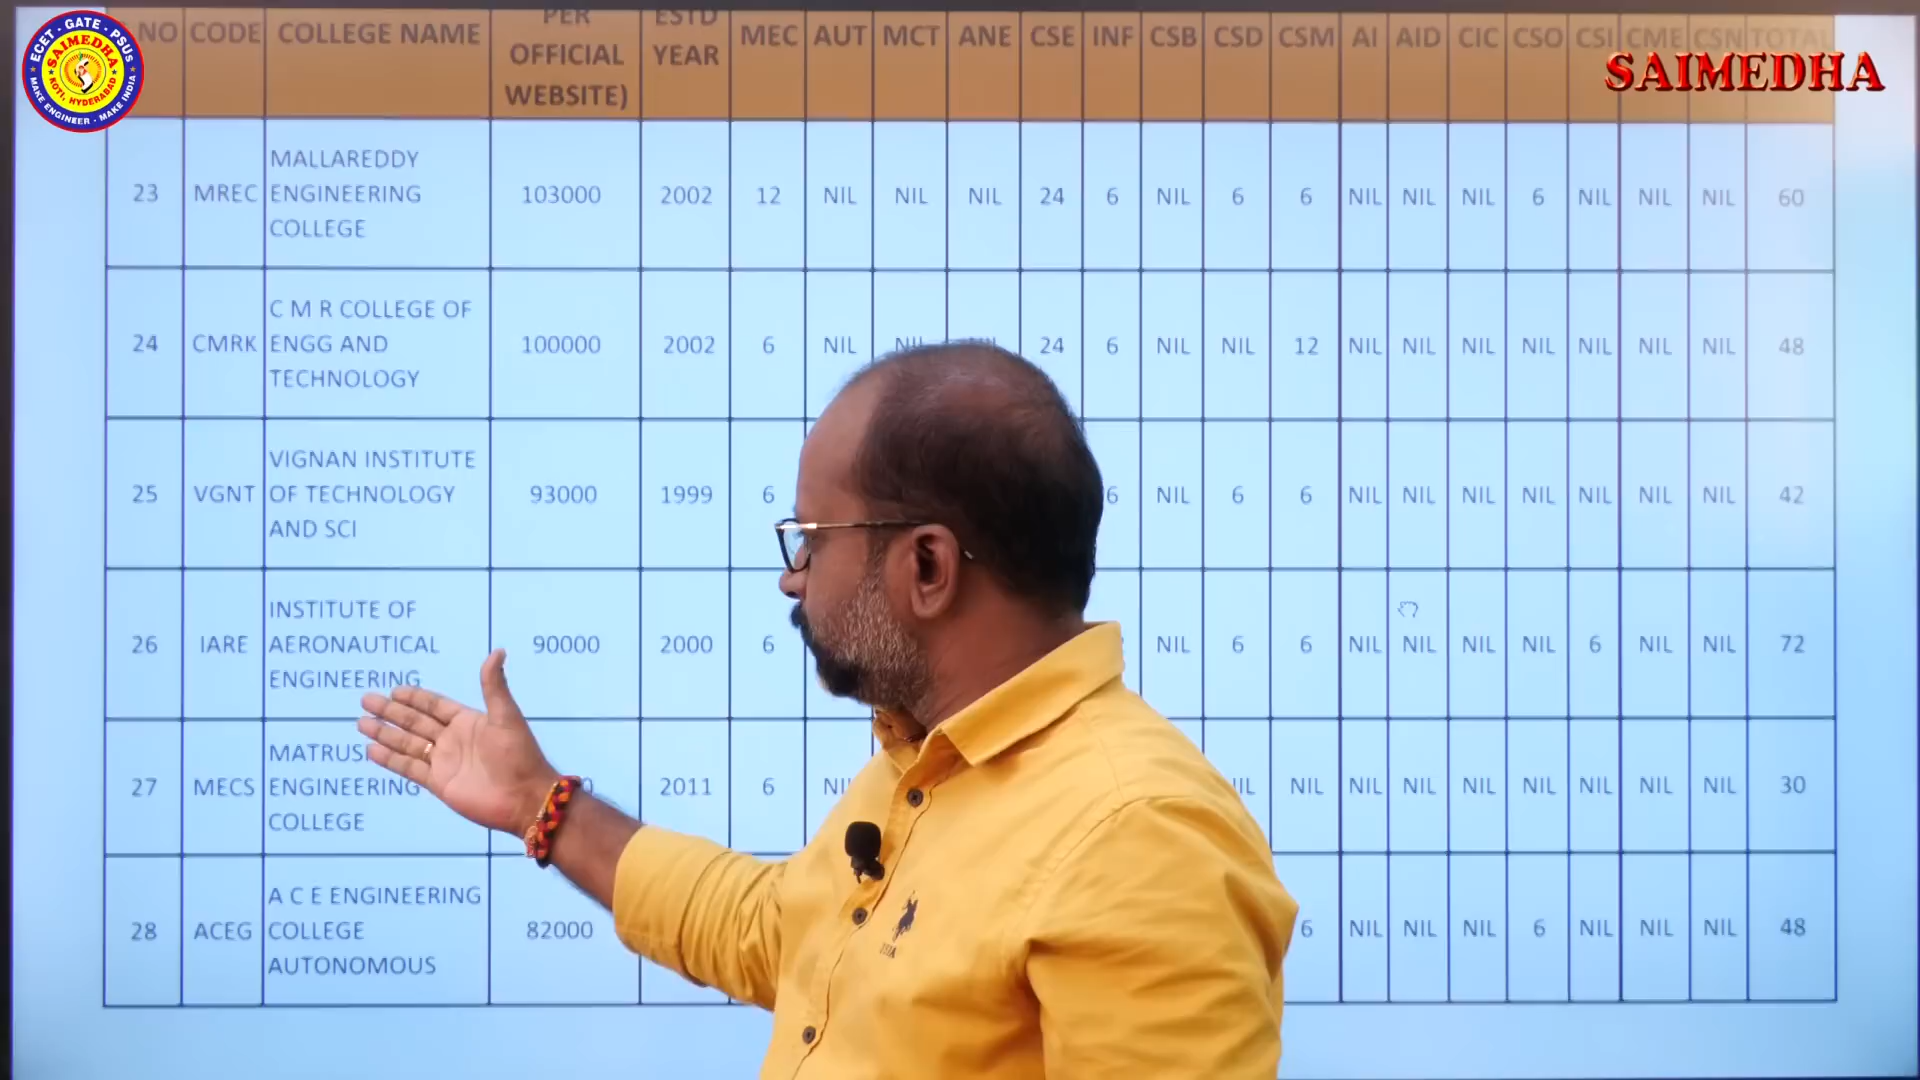 ECET · GATE · PSUS
SAIMEDHA
KOTI, HYDERABAD
MAKE ENGINEER · MAKE INDIA
SAIMEDHA
NO CODE COLLEGE NAME PER OFFICIAL WEBSITE) ESTD YEAR MEC AUT MCT ANE CSE INF CSB CSD CSM AI AID CIC CSO CSI CME CSN TOTAL
23 MREC MALLAREDDY ENGINEERING COLLEGE 103000 2002 12 NIL NIL NIL 24 6 NIL 6 6 NIL NIL NIL 6 NIL NIL NIL 60
24 CMRK C M R COLLEGE OF ENGG AND TECHNOLOGY 100000 2002 6 NIL NIL 24 6 NIL NIL 12 NIL NIL NIL NIL NIL NIL NIL 48
25 VGNT VIGNAN INSTITUTE OF TECHNOLOGY AND SCI 93000 1999 6 6 NIL 6 6 NIL NIL NIL NIL NIL NIL NIL 42
26 IARE INSTITUTE OF AERONAUTICAL ENGINEERING 90000 2000 6 NIL 6 6 NIL NIL NIL NIL 6 NIL NIL 72
27 MECS ENGINEERING COLLEGE 2011 6 NIL NIL NIL NIL NIL NIL NIL NIL NIL 30
28 ACEG A C E ENGINEERING COLLEGE AUTONOMOUS 82000 6 NIL NIL NIL 6 NIL NIL NIL 48